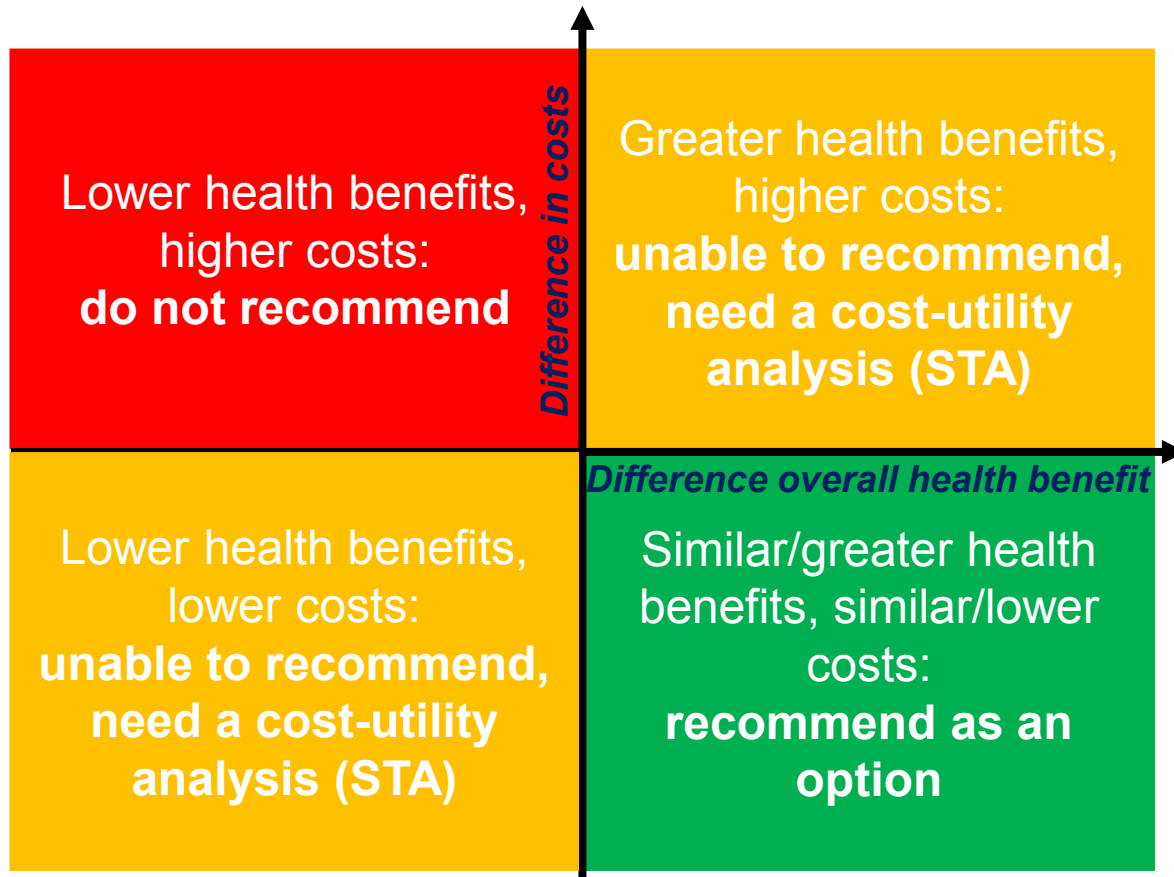 Lower health benefits,
higher costs:
do not recommend
Difference in costs
Greater health benefits,
higher costs:
unable to recommend,
need a cost-utility
analysis (STA)
Difference overall health benefit
Lower health benefits,
lower costs:
unable to recommend,
need a cost-utility
analysis (STA)
Similar/greater health
benefits, similar/lower
costs:
recommend as an
option